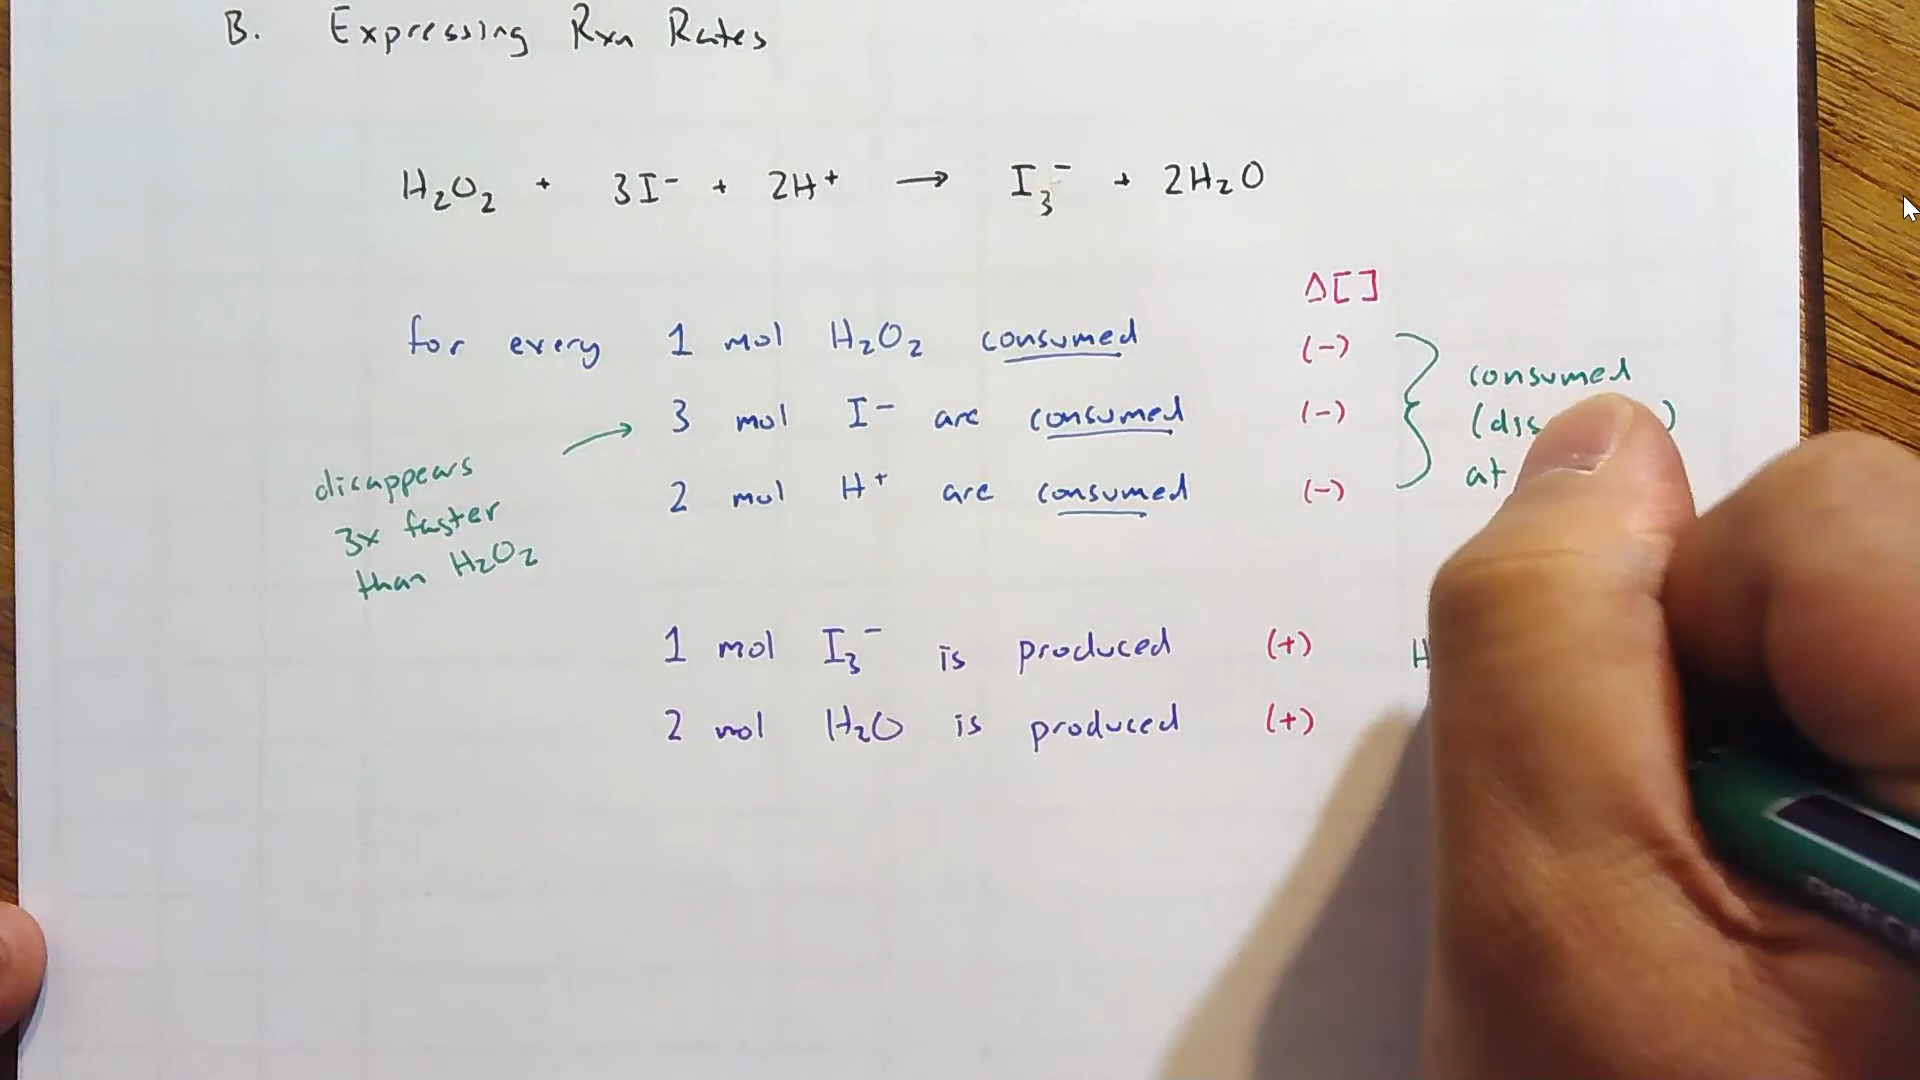 B. Expressing Rxn Rates
H₂O₂ + 3I⁻ + 2H⁺ → I₃⁻ + 2H₂O
Δ[ ]
for every 1 mol H₂O₂ consumed (-)
3 mol I⁻ are consumed (-)
2 mol H⁺ are consumed (-)
consumed
at
disappears
3x faster
than H₂O₂
1 mol I₃⁻ is produced (+)
2 mol H₂O is produced (+)